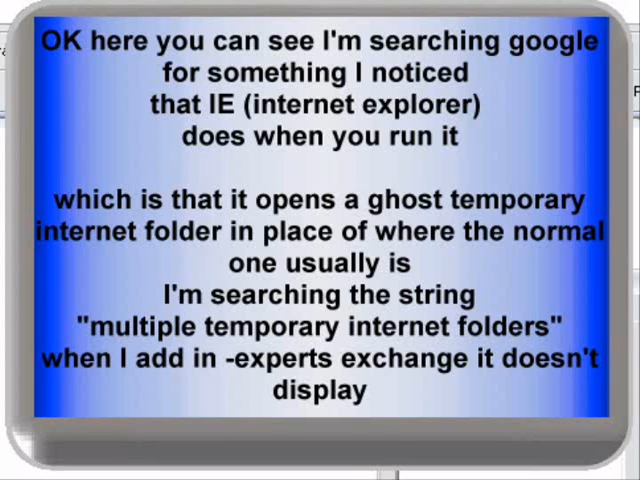 OK here you can see I'm searching google
for something I noticed
that IE (internet explorer)
does when you run it
which is that it opens a ghost temporary
internet folder in place of where the normal
one usually is
I'm searching the string
"multiple temporary internet folders"
when I add in -experts exchange it doesn't
display